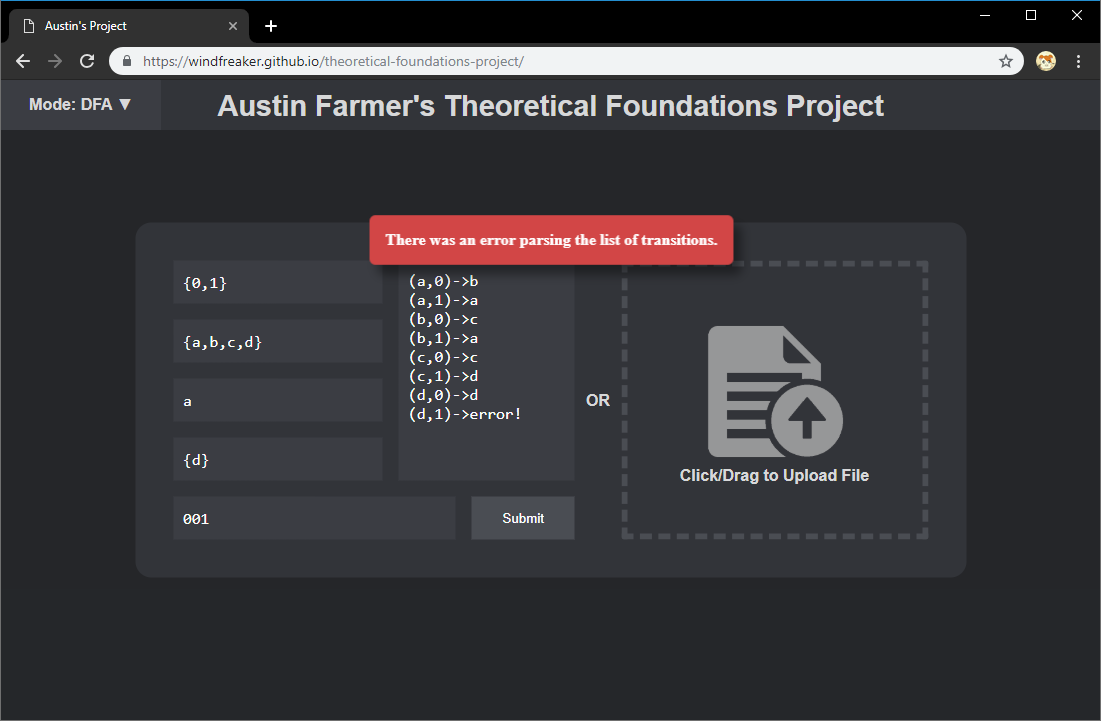 Austin's Project
https://windfreaker.github.io/theoretical-foundations-project/
Mode: DFA ▼
Austin Farmer's Theoretical Foundations Project
There was an error parsing the list of transitions.
{0,1}
{a,b,c,d}
a
{d}
001
(a,0)->b
(a,1)->a
(b,0)->c
(b,1)->a
(c,0)->c
(c,1)->d
(d,0)->d
(d,1)->error!
Submit
OR
Click/Drag to Upload File